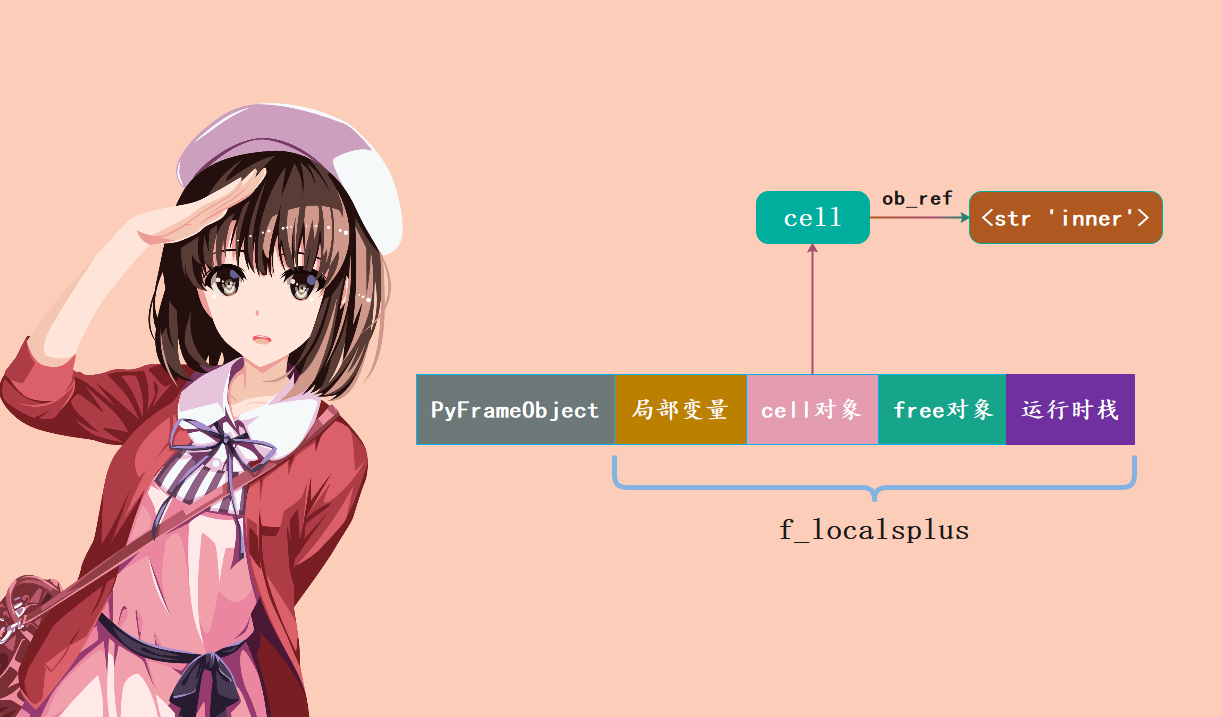 cell
ob_ref
<str 'inner'>
PyFrameObject
局部变量
cell对象
free对象
运行时栈
f_localsplus